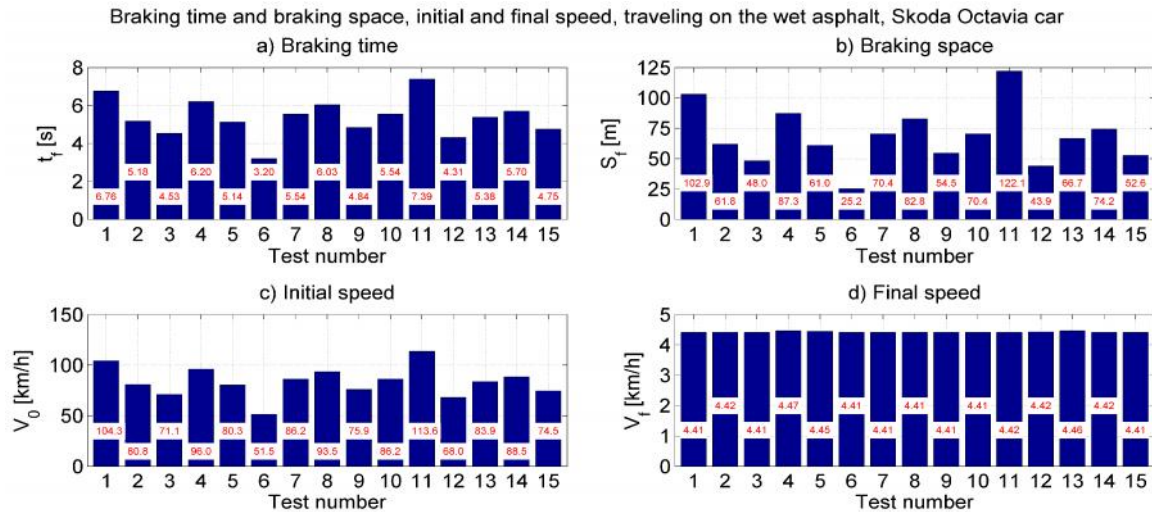 Braking time and braking space, initial and final speed, traveling on the wet asphalt, Skoda Octavia car
a) Braking time
t_f [s]
8
6
4
2
0
5.18 6.20 3.20 6.03 5.54 4.31 5.70
6.76 4.53 5.14 5.54 4.84 7.39 5.38 4.75
1 2 3 4 5 6 7 8 9 10 11 12 13 14 15
Test number
b) Braking space
S_f [m]
125
100
75
50
25
0
102.9 48.0 61.0 70.4 54.5 122.1 66.7 52.6
61.8 87.3 25.2 82.8 70.4 43.9 74.2
1 2 3 4 5 6 7 8 9 10 11 12 13 14 15
Test number
c) Initial speed
V_0 [km/h]
150
100
50
0
104.3 71.1 80.3 86.2 75.9 113.6 83.9 74.5
80.8 96.0 51.5 93.5 86.2 68.0 88.5
1 2 3 4 5 6 7 8 9 10 11 12 13 14 15
Test number
d) Final speed
V_f [km/h]
5
4
3
2
1
0
4.42 4.47 4.41 4.41 4.41 4.42 4.42
4.41 4.41 4.45 4.41 4.41 4.42 4.46 4.41
1 2 3 4 5 6 7 8 9 10 11 12 13 14 15
Test number